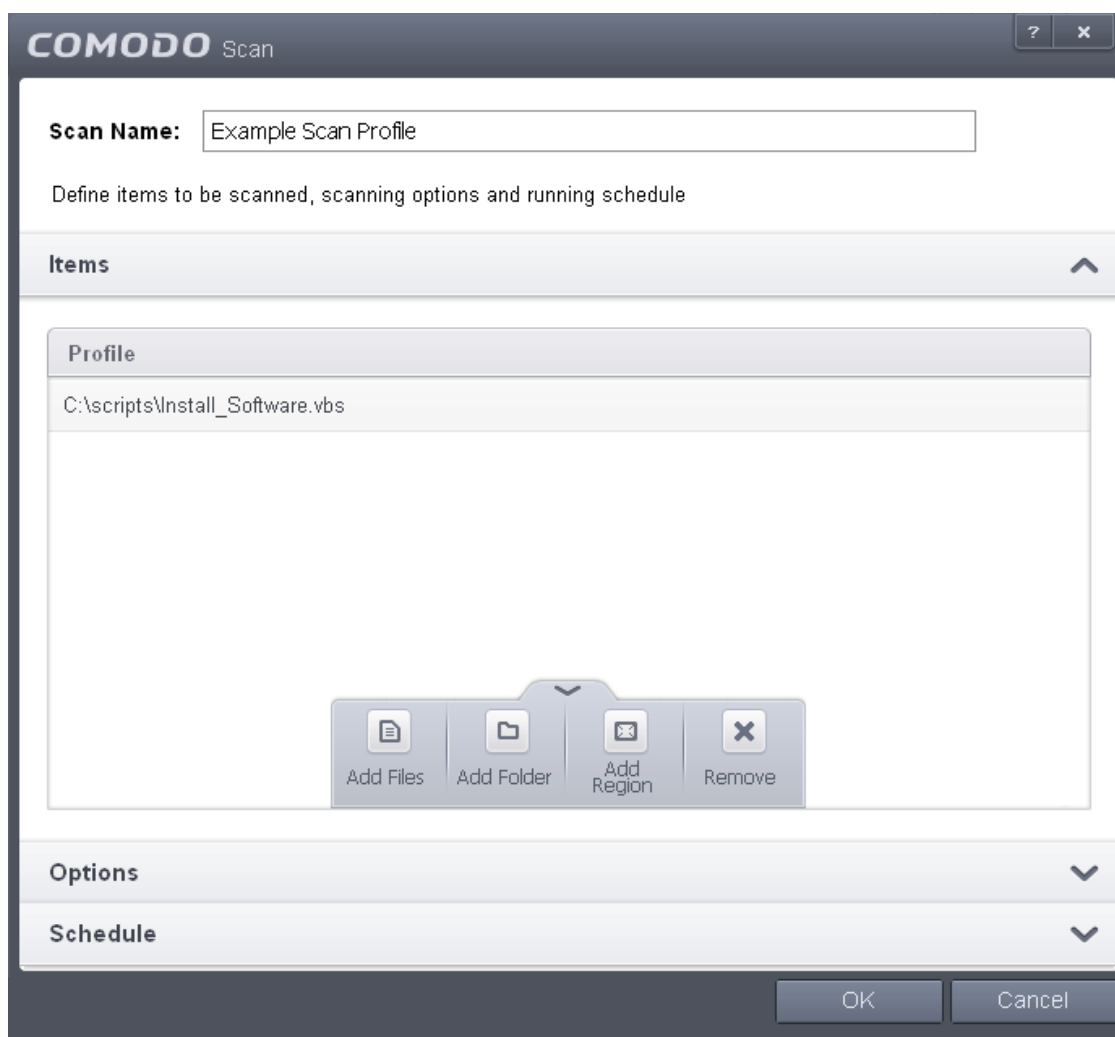 COMODO Scan
? x
Scan Name: Example Scan Profile
Define items to be scanned, scanning options and running schedule
Items
Profile
C:\scripts\Install_Software.vbs
Add Files
Add Folder
Add
Region
Remove
Options
Schedule
OK
Cancel